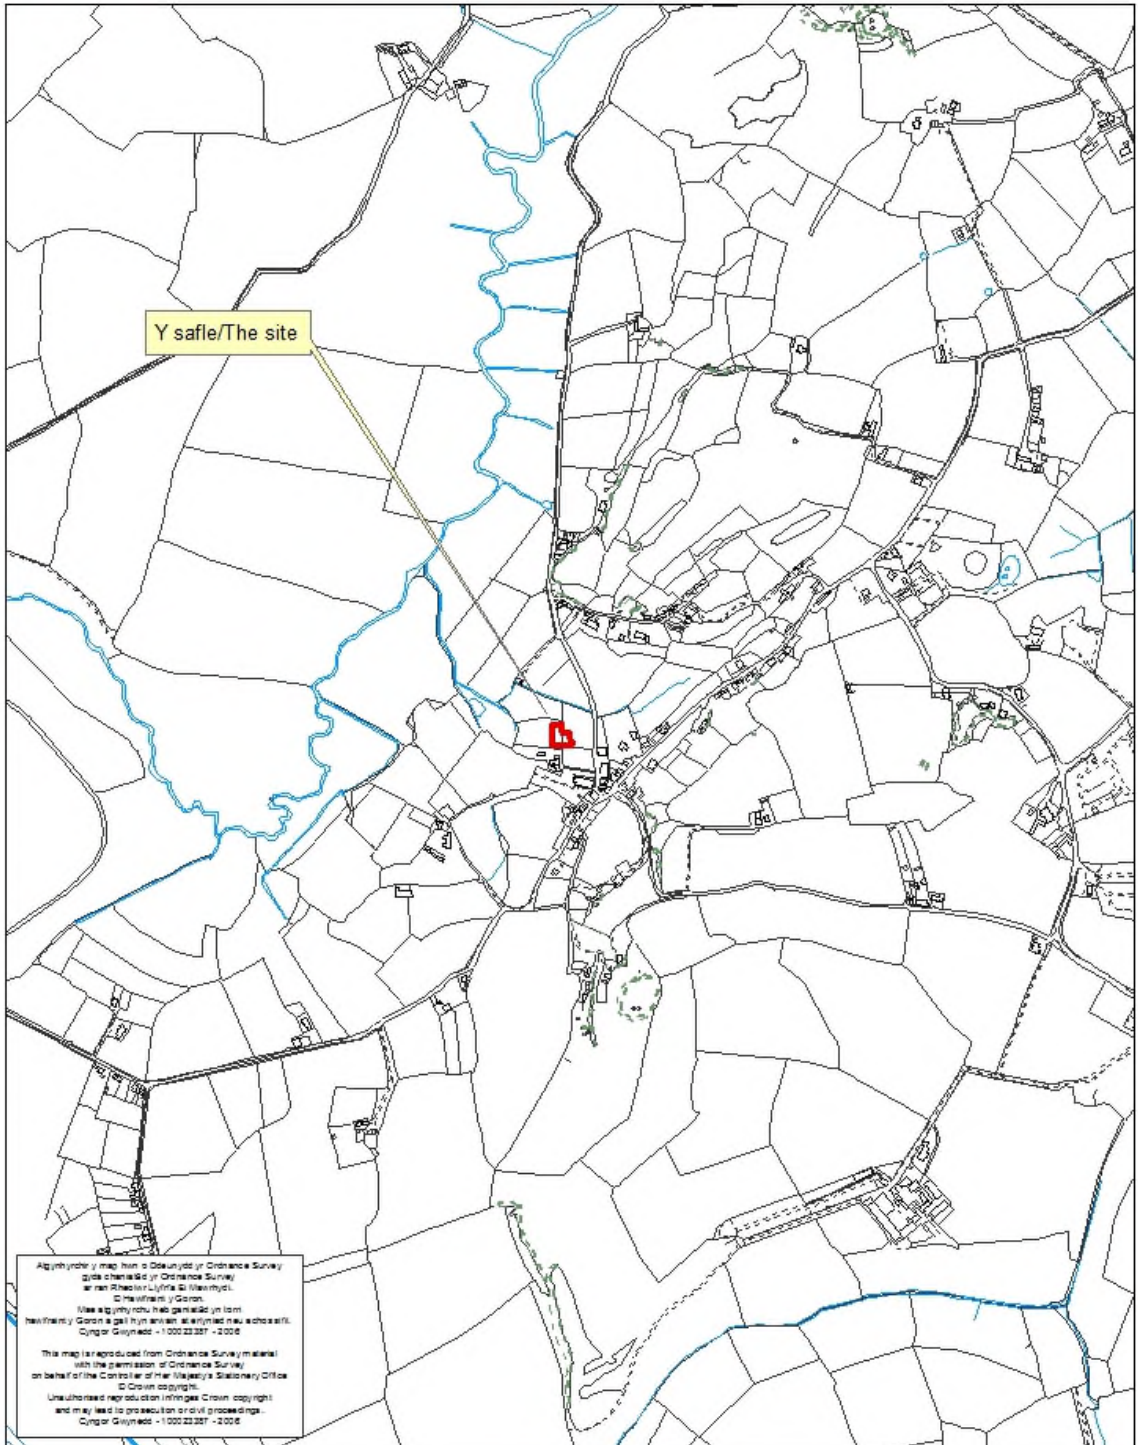 Y safle/The site
Atgynhyrchir y map hwn o Ddeunydd yr Ordnance Survey
gyda chaniatâd yr Ordnance Survey
ar ran Rheolwr Llyfrfa Ei Mawrhydi.
© Hawlfraint y Goron.
Mae atgynhyrchu heb ganiatâd yn torri
hawlfraint y Goron a gall hyn arwain at erlyniad neu achos sifil.
Cyngor Gwynedd - 100023387 - 2006
This map is reproduced from Ordnance Survey material
with the permission of Ordnance Survey
on behalf of the Controller of Her Majesty's Stationery Office
© Crown copyright.
Unauthorised reproduction infringes Crown copyright
and may lead to prosecution or civil proceedings.
Cyngor Gwynedd - 100023387 - 2006